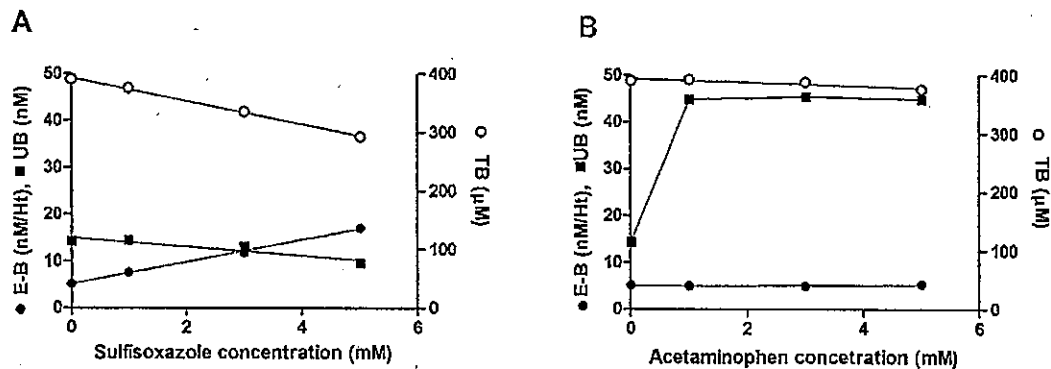 A
● E-B (nM/Ht), ■ UB (nM)
50
40
30
20
10
0
400
300
200
100
0
○ TB (μM)
0 2 4 6
Sulfisoxazole concentration (mM)
B
● E-B (nM/Ht), ■UB (nM)
50
40
30
20
10
0
400
300
200
100
0
○ TB (μM)
0 2 4 6
Acetaminophen concetration (mM)